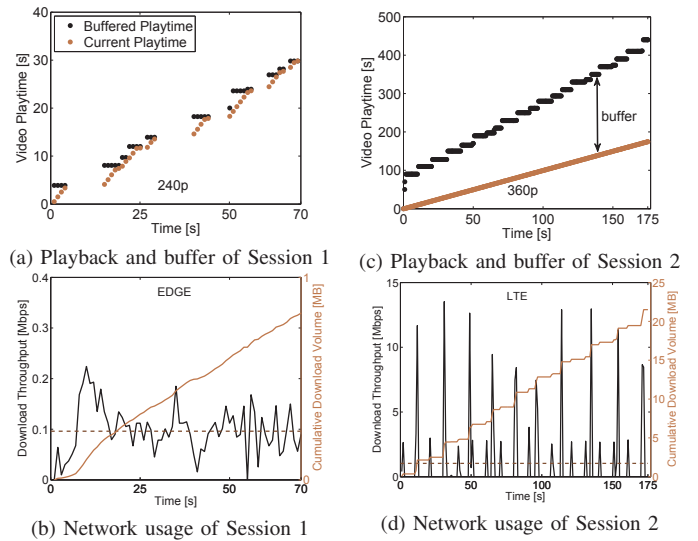 Buffered Playtime
Current Playtime
Video Playtime [s]
40
30
20
10
0
0
25
50
70
Time [s]
240p
(a) Playback and buffer of Session 1
Video Playtime [s]
500
400
300
200
100
0
0
50
100
150
175
Time [s]
buffer
360p
(c) Playback and buffer of Session 2
EDGE
Download Throughput [Mbps]
0.4
0.3
0.2
0.1
0
0
25
50
70
Time [s]
1
0
Cumulative Download Volume [MB]
(b) Network usage of Session 1
LTE
Download Throughput [Mbps]
15
10
5
0
0
50
100
150
175
Time [s]
25
20
15
10
5
0
Cumulative Download Volume [MB]
(d) Network usage of Session 2